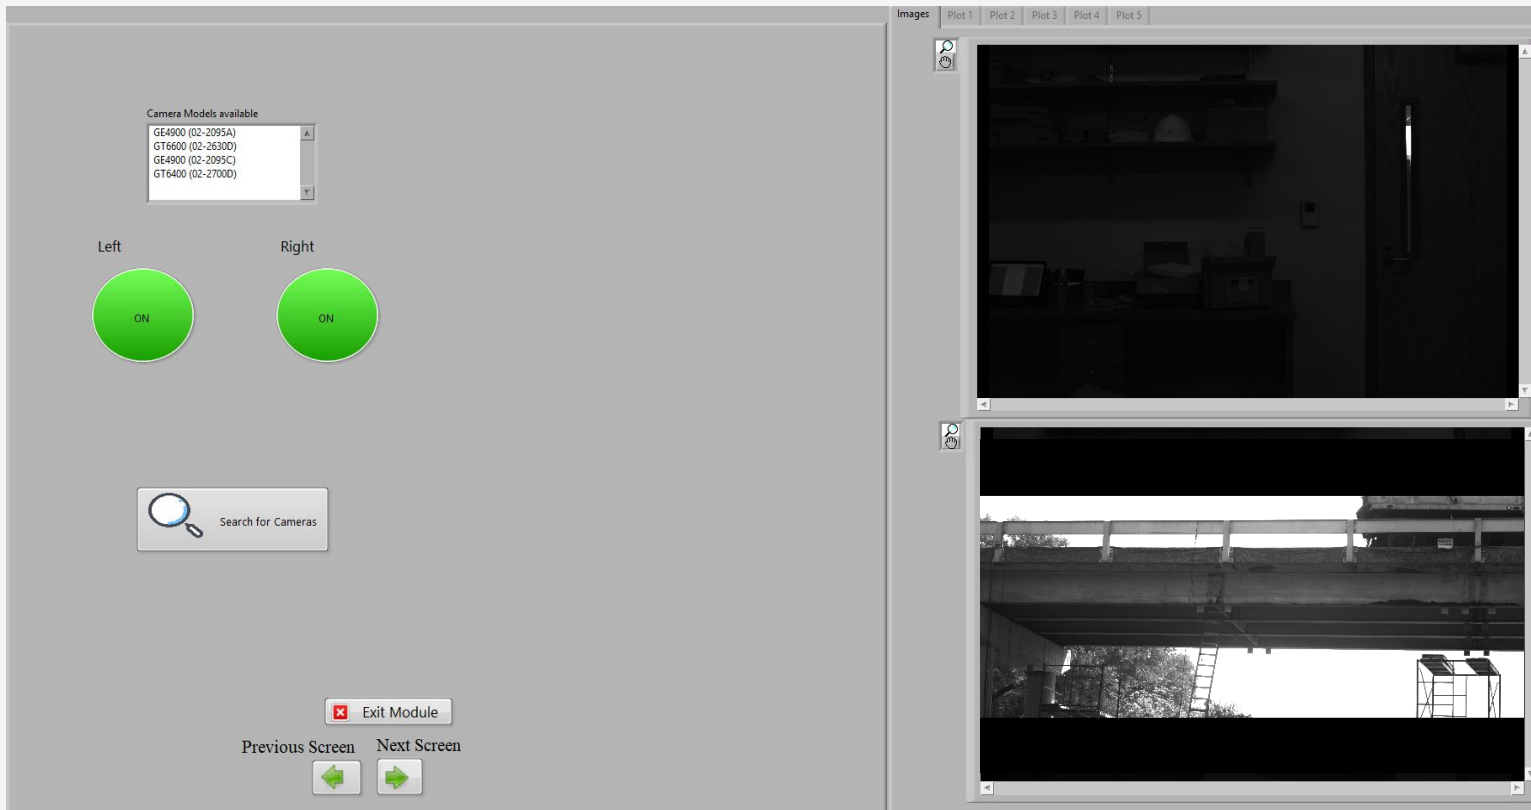 Images
Plot 1
Plot 2
Plot 3
Plot 4
Plot 5
Camera Models available
GE4900 (02-2095A)
GT6600 (02-2630D)
GE4900 (02-2095C)
GT6400 (02-2700D)
Left
Right
ON
ON
Search for Cameras
Exit Module
Previous Screen
Next Screen